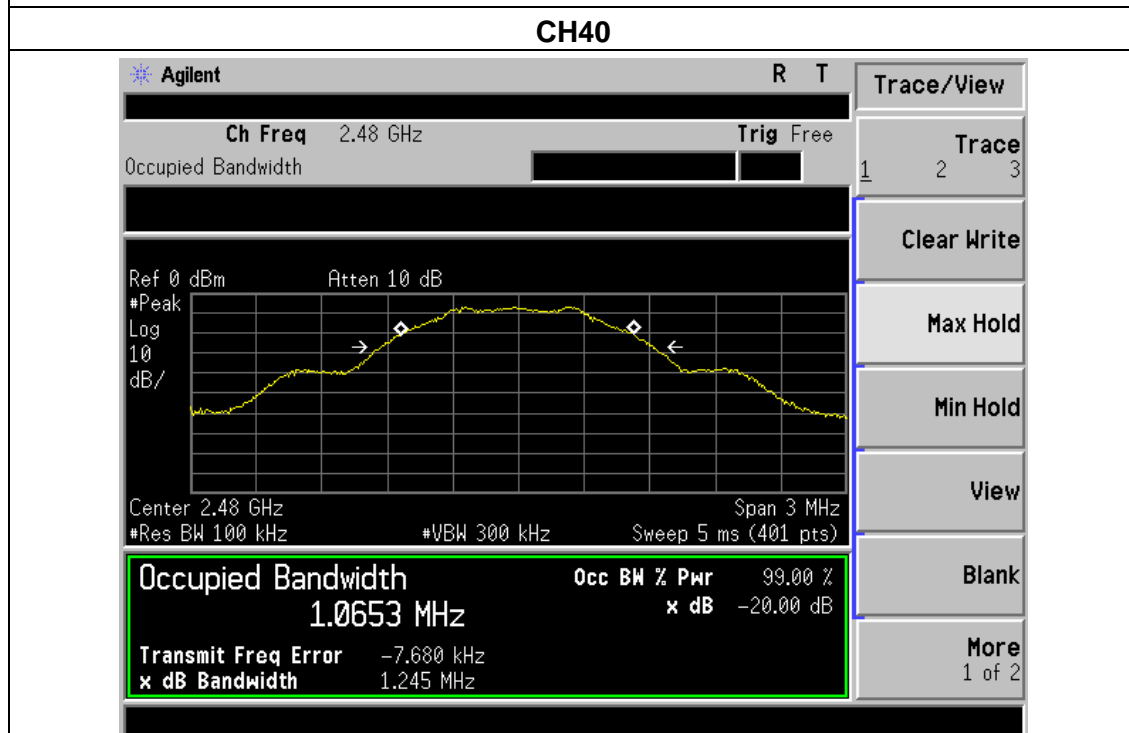 CH40
Agilent R T
Trace/View
Ch Freq 2.48 GHz Trig Free
Occupied Bandwidth
Trace
1 2 3
Clear Write
Ref 0 dBm Atten 10 dB
#Peak
Log
10
dB/
Max Hold
Min Hold
View
Center 2.48 GHz Span 3 MHz
#Res BW 100 kHz #VBW 300 kHz Sweep 5 ms (401 pts)
Occupied Bandwidth Occ BW % Pwr 99.00 %
1.0653 MHz x dB -20.00 dB
Blank
Transmit Freq Error -7.680 kHz
x dB Bandwidth 1.245 MHz
More
1 of 2